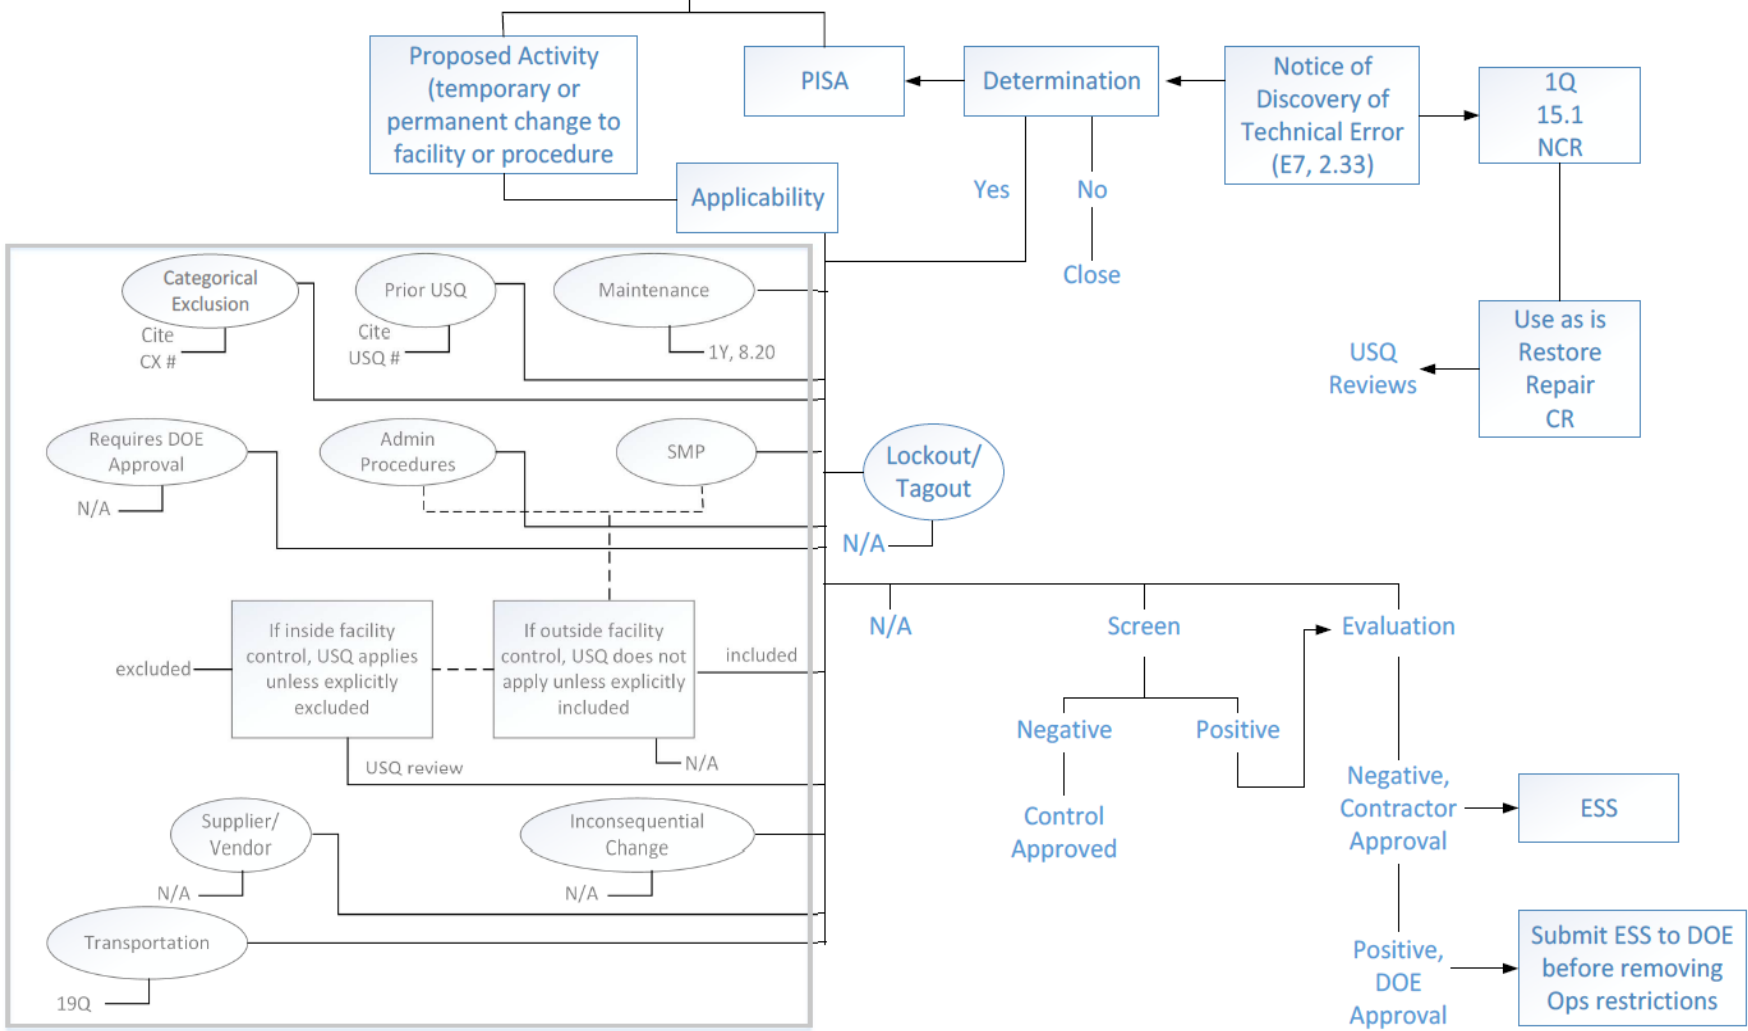 Proposed Activity
(temporary or
permanent change to
facility or procedure
PISA
Determination
Notice of
Discovery of
Technical Error
(E7, 2.33)
1Q
15.1
NCR
Applicability
Yes
No
Close
Categorical
Exclusion
Cite
CX #
Prior USQ
Cite
USQ #
Maintenance
1Y, 8.20
USQ
Reviews
Use as is
Restore
Repair
CR
Requires DOE
Approval
N/A
Admin
Procedures
SMP
Lockout/
Tagout
N/A
excluded
If inside facility
control, USQ applies
unless explicitly
excluded
If outside facility
control, USQ does not
apply unless explicitly
included
included
USQ review
N/A
N/A
Screen
Evaluation
Negative
Positive
Control
Approved
Negative,
Contractor
Approval
ESS
Supplier/
Vendor
N/A
Inconsequential
Change
N/A
Transportation
19Q
Positive,
DOE
Approval
Submit ESS to DOE
before removing
Ops restrictions